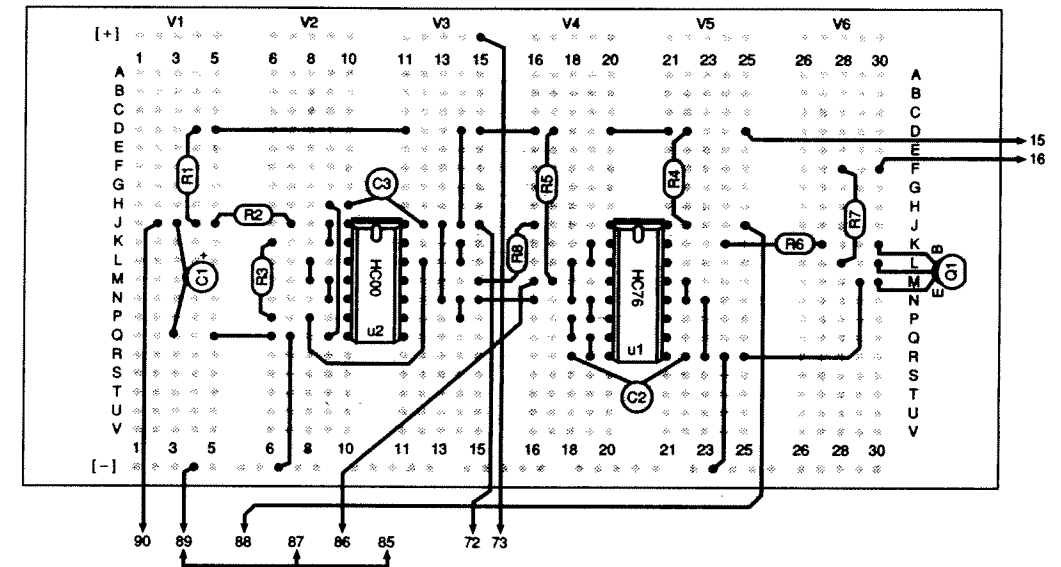 V1 V2 V3 V4 V5 V6
[+]
1 3 5 6 8 10 11 13 15 16 18 20 21 23 25 26 28 30
A A
B B
C C
D D
E E 15
F F 16
G G
H H
J J
K K
L L
M M
N N
P P
Q Q
R R
S S
T T
U U
V V
R1
C3
R5
R4
R2
R7
R8
R6
R3
C1 +
HC00
u2
HC76
u1
B
Q1
E
C2
1 3 5 6 8 10 11 13 15 16 18 20 21 23 25 26 28 30
[-]
90 89 88 87 86 85 72 73